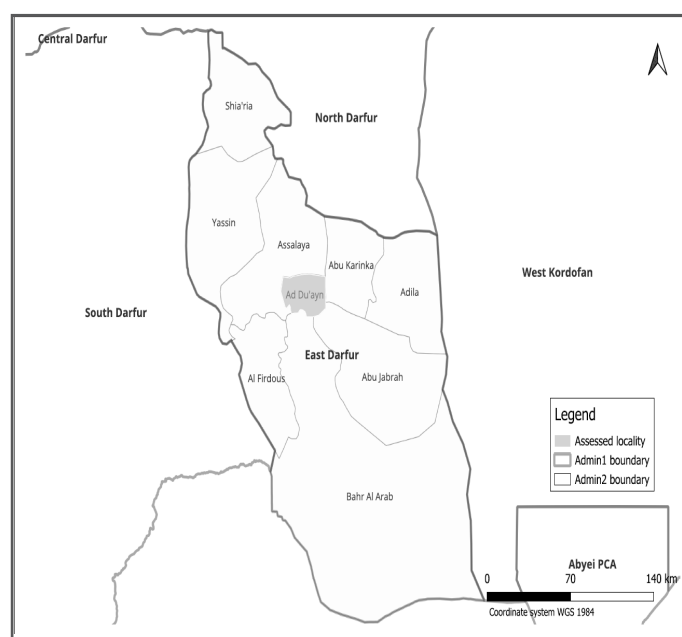 Central Darfur
Shia'ria
North Darfur
Yassin
Assalaya
Abu Karinka
West Kordofan
Ad Du'ayn
Adila
South Darfur
East Darfur
Al Firdous
Abu Jabrah
Legend
Assessed locality
Admin1 boundary
Admin2 boundary
Bahr Al Arab
Abyei PCA
0 70 140 km
Coordinate system WGS 1984